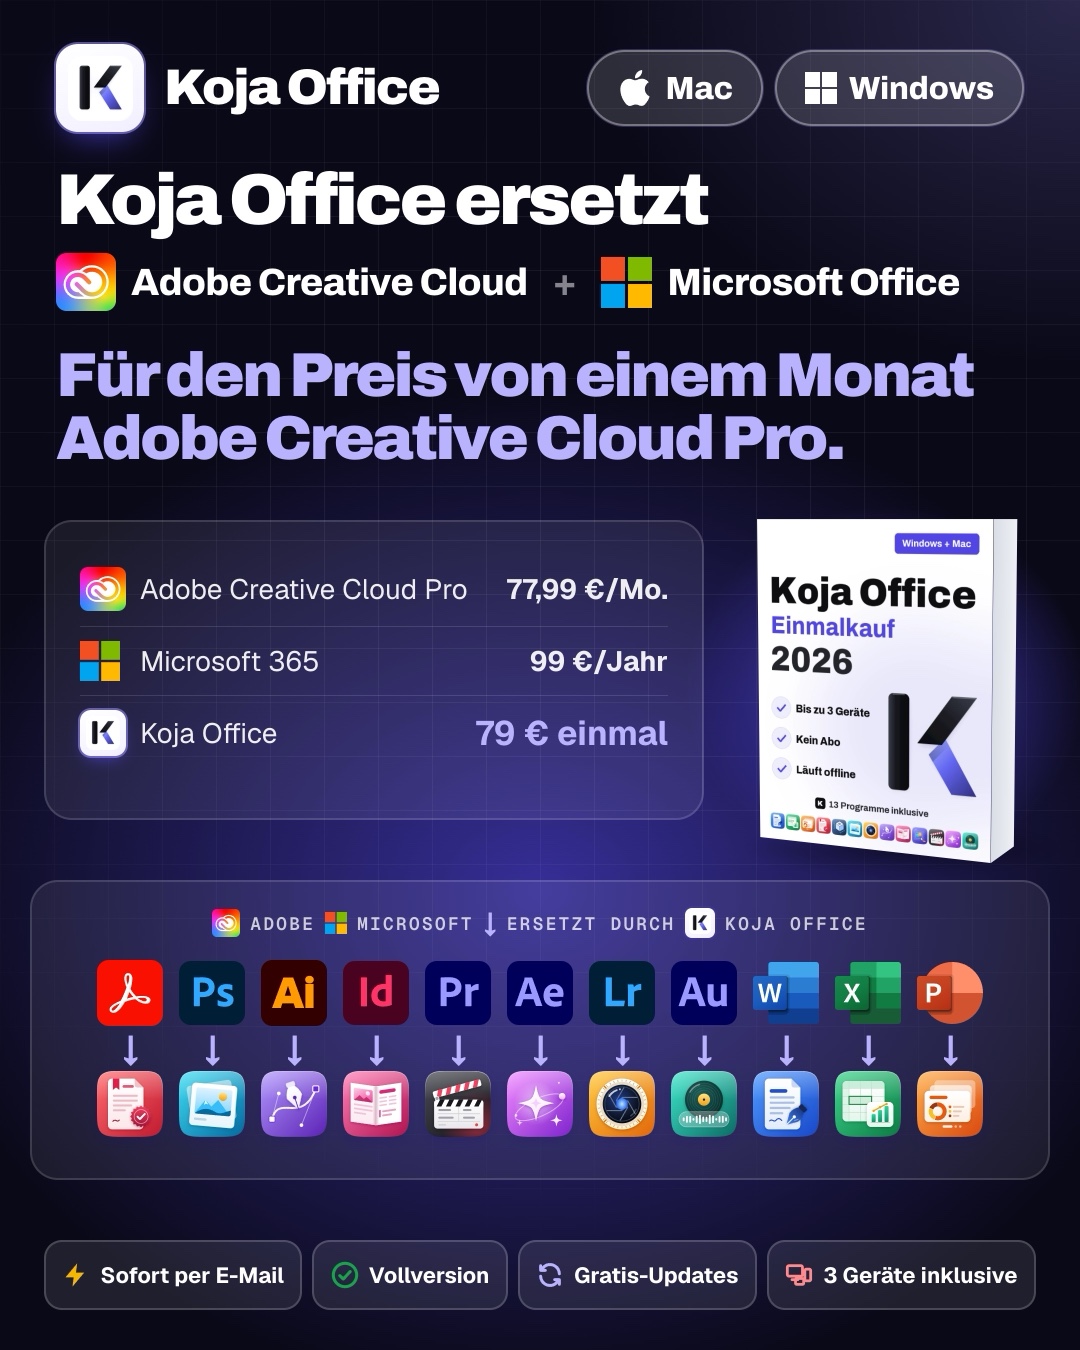 Koja Office
Mac
Windows
Koja Office ersetzt
Adobe Creative Cloud + Microsoft Office
Für den Preis von einem Monat
Adobe Creative Cloud Pro.
Adobe Creative Cloud Pro 77,99 €/Mo.
Microsoft 365 99 €/Jahr
Koja Office 79 € einmal
Windows + Mac
Koja Office
Einmalkauf
2026
Bis zu 3 Geräte
Kein Abo
Läuft offline
13 Programme inklusive
ADOBE MICROSOFT ↓ ERSETZT DURCH KOJA OFFICE
Ps Ai Id Pr Ae Lr Au W X P
Sofort per E-Mail
Vollversion
Gratis-Updates
3 Geräte inklusive